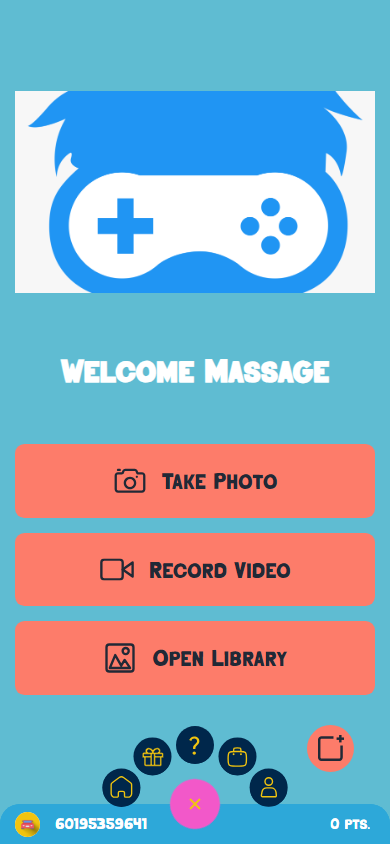 Welcome Massage
Take Photo
Record Video
Open Library
?
60195359641
0 PTS.